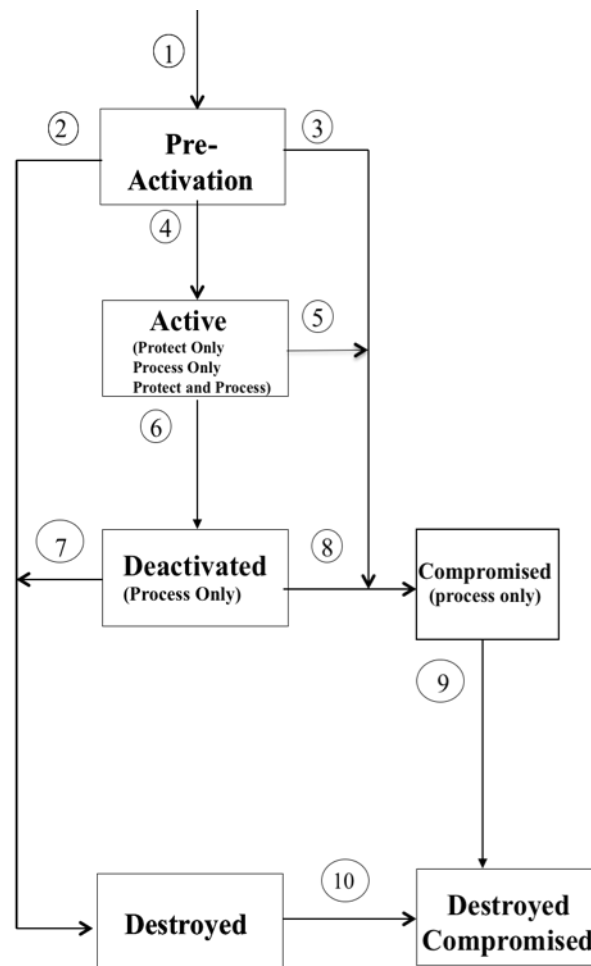 1
2
3
Pre-
Activation
4
Active
(Protect Only
Process Only
Protect and Process)
5
6
7
Deactivated
(Process Only)
8
Compromised
(process only)
9
Destroyed
10
Destroyed
Compromised